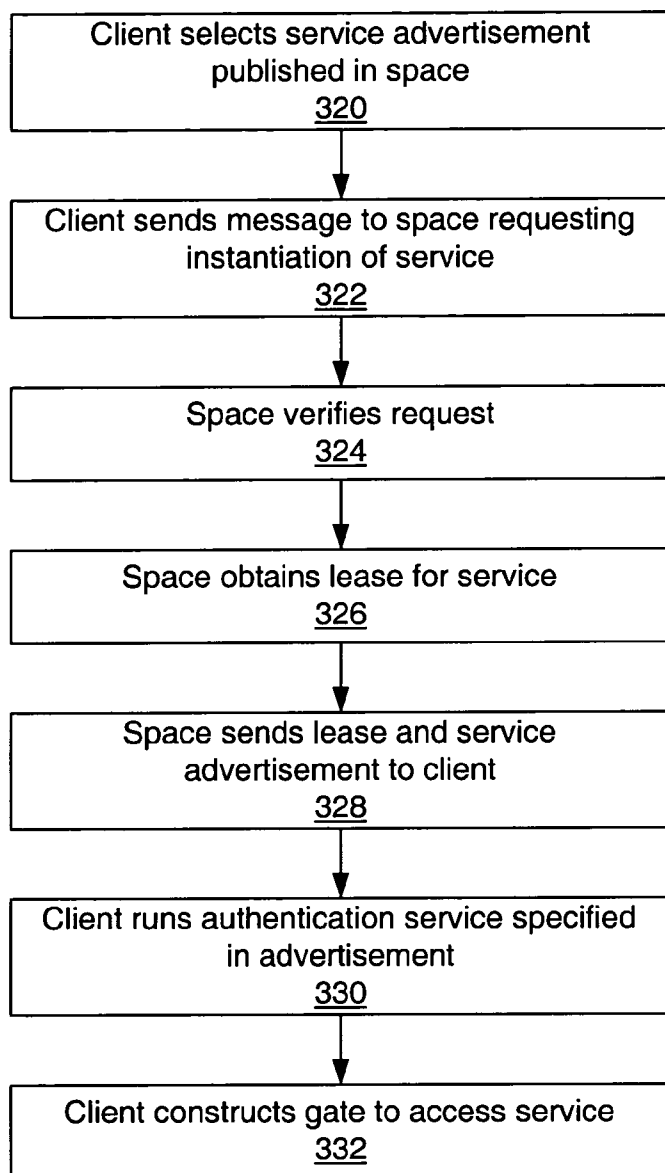 Client selects service advertisement
published in space
320
Client sends message to space requesting
instantiation of service
322
Space verifies request
324
Space obtains lease for service
326
Space sends lease and service
advertisement to client
328
Client runs authentication service specified
in advertisement
330
Client constructs gate to access service
332